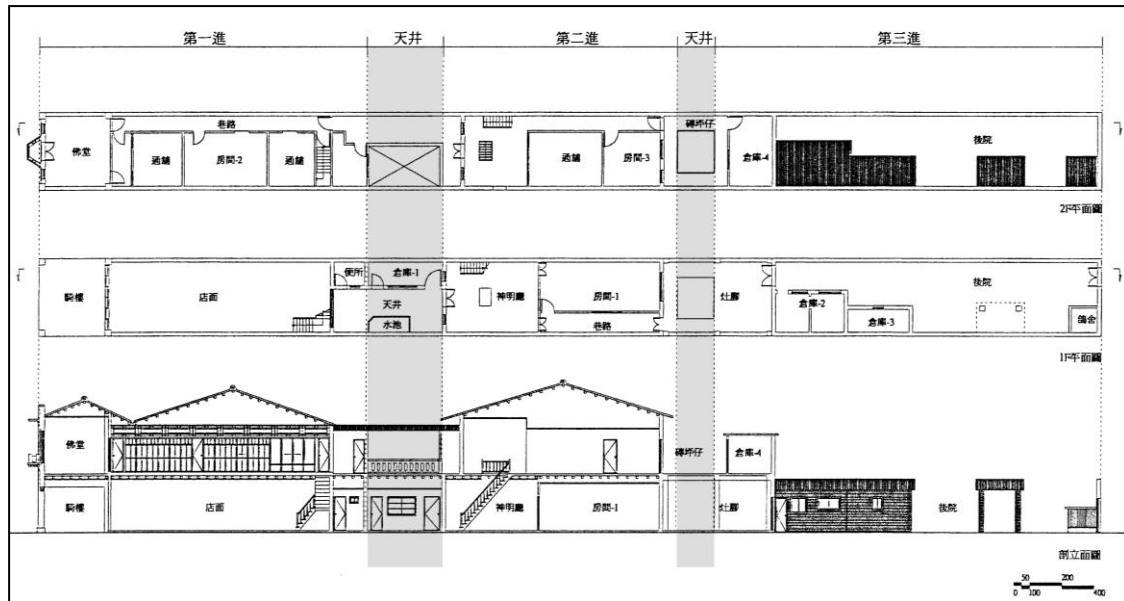 第一進 天井 第二進 天井 第三進
巷路 磚坪仔
佛堂 通舖 房間-2 通舖 通舖 房間-3 倉庫-4 後院
2F平面圖
便所 倉庫-1
騎樓 店面 天井 神明廳 房間-1 灶腳 倉庫-2 後院
水池 巷路 倉庫-3 鴿舍
1F平面圖
佛堂 磚坪仔 倉庫-4
騎樓 店面 神明廳 房間-1 灶腳 後院
剖立面圖
50 200
0 100 400